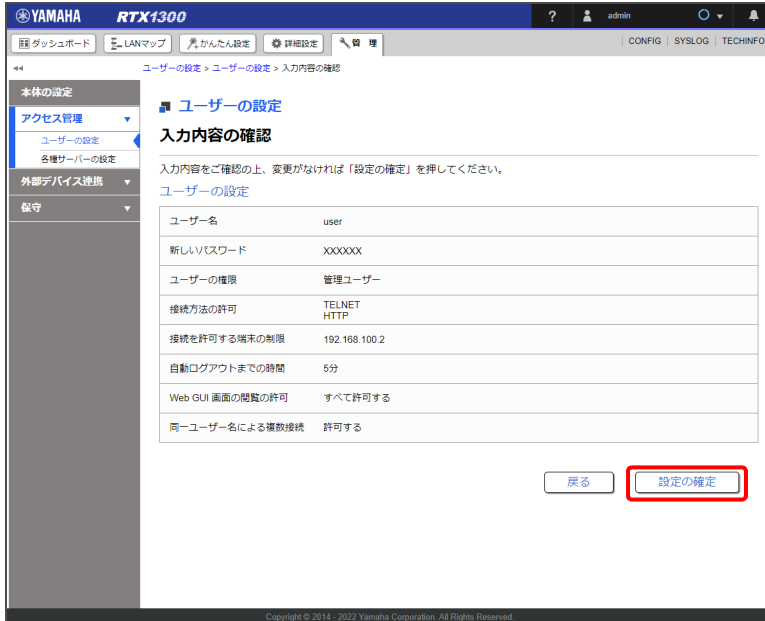 YAMAHA RTX1300 ? admin
ダッシュボード LANマップ かんたん設定 詳細設定 管 理 CONFIG SYSLOG TECHINFO
ユーザーの設定 > ユーザーの設定 > 入力内容の確認
本体の設定
アクセス管理
ユーザーの設定
各種サーバーの設定
外部デバイス連携
保守
ユーザーの設定
入力内容の確認
入力内容をご確認の上、変更がなければ「設定の確定」を押してください。
ユーザーの設定
ユーザー名 user
新しいパスワード XXXXXX
ユーザーの権限 管理ユーザー
接続方法の許可 TELNET
HTTP
接続を許可する端末の制限 192.168.100.2
自動ログアウトまでの時間 5分
Web GUI 画面の閲覧の許可 すべて許可する
同一ユーザー名による複数接続 許可する
戻る 設定の確定
Copyright © 2014 - 2022 Yamaha Corporation. All Rights Reserved.